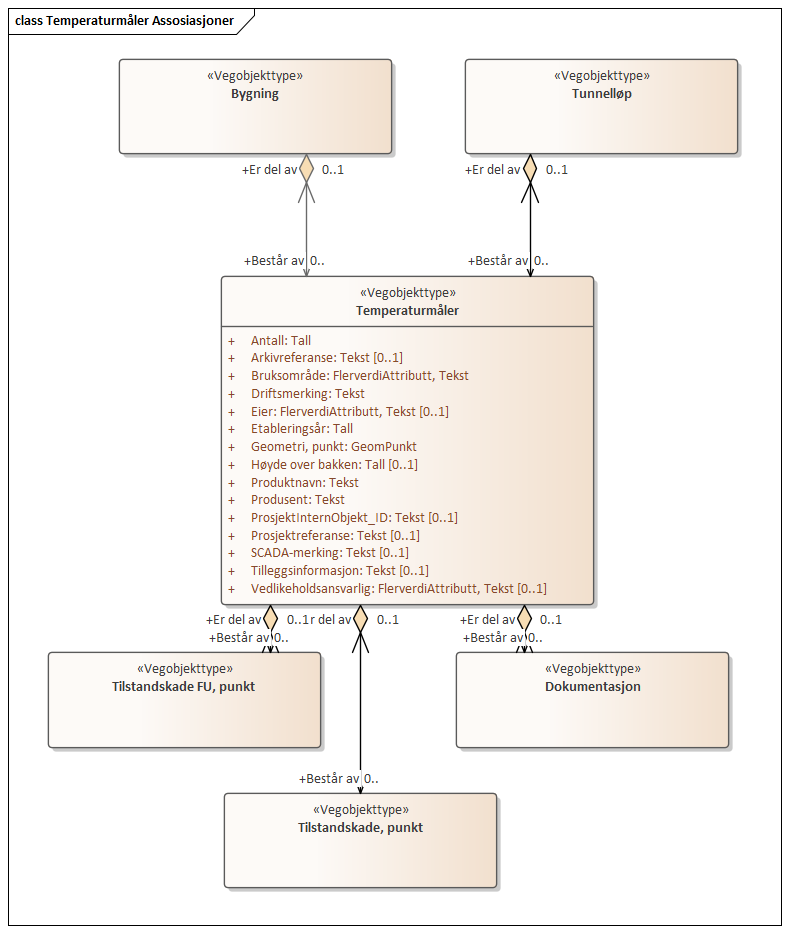 class Temperaturmåler Assosiasjoner
«Vegobjekttype»
Bygning
«Vegobjekttype»
Tunnelløp
+Er del av 0..1
+Er del av 0..1
+Består av 0..
+Består av 0..
«Vegobjekttype»
Temperaturmåler
+ Antall: Tall
+ Arkivreferanse: Tekst [0..1]
+ Bruksområde: FlerverdiAttributt, Tekst
+ Driftsmerking: Tekst
+ Eier: FlerverdiAttributt, Tekst [0..1]
+ Etableringsår: Tall
+ Geometri, punkt: GeomPunkt
+ Høyde over bakken: Tall [0..1]
+ Produktnavn: Tekst
+ Produsent: Tekst
+ ProsjektInternObjekt_ID: Tekst [0..1]
+ Prosjektreferanse: Tekst [0..1]
+ SCADA-merking: Tekst [0..1]
+ Tilleggsinformasjon: Tekst [0..1]
+ Vedlikeholdsansvarlig: FlerverdiAttributt, Tekst [0..1]
+Er del av 0..1
r del av 0..1
+Er del av 0..1
+Består av 0..
+Består av 0..
«Vegobjekttype»
Tilstandskade FU, punkt
«Vegobjekttype»
Dokumentasjon
+Består av 0..
«Vegobjekttype»
Tilstandskade, punkt